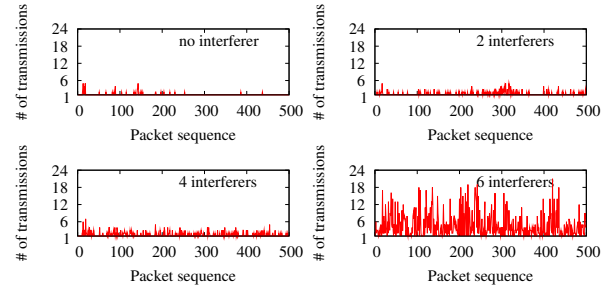 # of transmissions
24
18
12
6
1
no interferer
0 100 200 300 400 500
Packet sequence
# of transmissions
24
18
12
6
1
2 interferers
0 100 200 300 400 500
Packet sequence
# of transmissions
24
18
12
6
1
4 interferers
0 100 200 300 400 500
Packet sequence
# of transmissions
24
18
12
6
1
6 interferers
0 100 200 300 400 500
Packet sequence